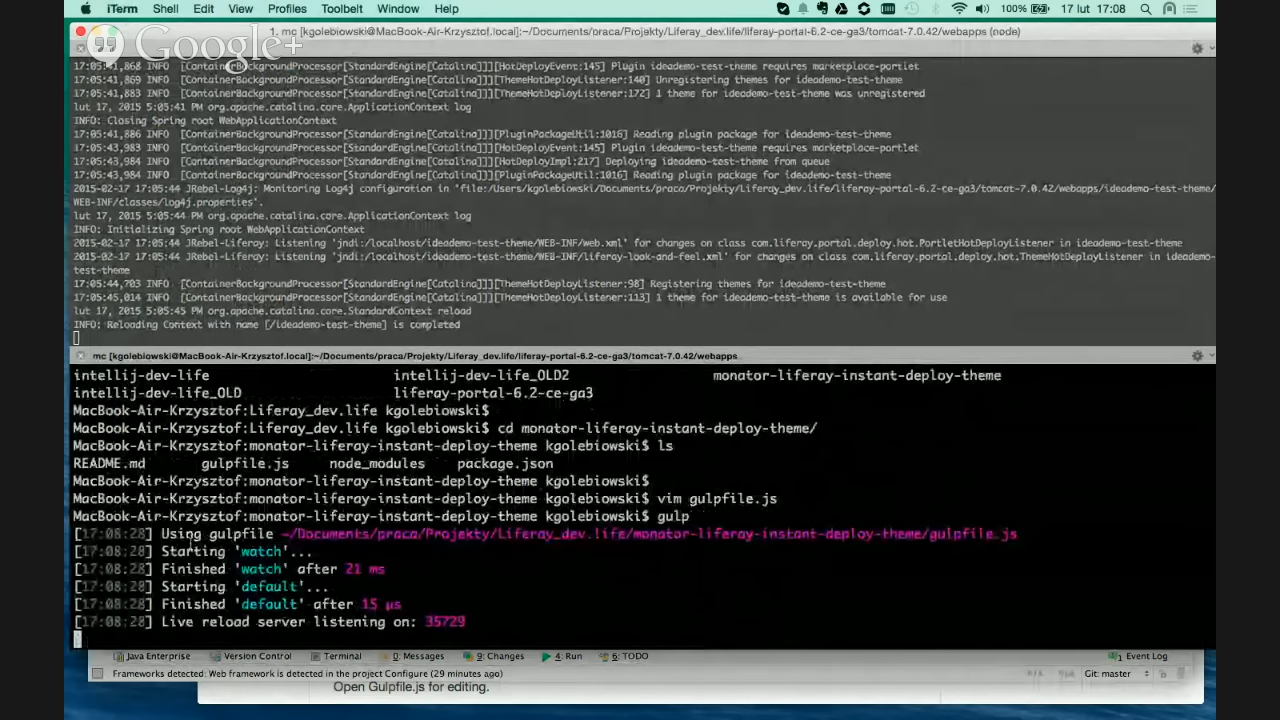 iTerm Shell Edit View Profiles Toolbelt Window Help 100% 17 lut 17:08
1. mc [kgolebiowski@MacBook-Air-Krzysztof.local]:~/Documents/praca/Projekty/Liferay_dev.life/liferay-portal-6.2-ce-ga3/tomcat-7.0.42/webapps (node)
Google+
17:05:41,868 INFO [ContainerBackgroundProcessor[StandardEngine[Catalina]]][HotDeployEvent:145] Plugin ideademo-test-theme requires marketplace-portlet
17:05:41,869 INFO [ContainerBackgroundProcessor[StandardEngine[Catalina]]][ThemeHotDeployListener:140] Unregistering themes for ideademo-test-theme
17:05:41,883 INFO [ContainerBackgroundProcessor[StandardEngine[Catalina]]][ThemeHotDeployListener:172] 1 theme for ideademo-test-theme was unregistered
lut 17, 2015 5:05:41 PM org.apache.catalina.core.ApplicationContext log
INFO: Closing Spring root WebApplicationContext
17:05:41,886 INFO [ContainerBackgroundProcessor[StandardEngine[Catalina]]][PluginPackageUtil:1016] Reading plugin package for ideademo-test-theme
17:05:43,983 INFO [ContainerBackgroundProcessor[StandardEngine[Catalina]]][HotDeployEvent:145] Plugin ideademo-test-theme requires marketplace-portlet
17:05:43,984 INFO [ContainerBackgroundProcessor[StandardEngine[Catalina]]][HotDeployImpl:217] Deploying ideademo-test-theme from queue
17:05:43,984 INFO [ContainerBackgroundProcessor[StandardEngine[Catalina]]][PluginPackageUtil:1016] Reading plugin package for ideademo-test-theme
2015-02-17 17:05:44 JRebel-Log4j: Monitoring Log4j configuration in 'file:/Users/kgolebiowski/Documents/praca/Projekty/Liferay_dev.life/liferay-portal-6.2-ce-ga3/tomcat-7.0.42/webapps/ideademo-test-theme/
WEB-INF/classes/log4j.properties'.
lut 17, 2015 5:05:44 PM org.apache.catalina.core.ApplicationContext log
INFO: Initializing Spring root WebApplicationContext
2015-02-17 17:05:44 JRebel-Liferay: Listening 'jndi:/localhost/ideademo-test-theme/WEB-INF/web.xml' for changes on class com.liferay.portal.deploy.hot.PortletHotDeployListener in ideademo-test-theme
2015-02-17 17:05:44 JRebel-Liferay: Listening 'jndi:/localhost/ideademo-test-theme/WEB-INF/liferay-look-and-feel.xml' for changes on class com.liferay.portal.deploy.hot.ThemeHotDeployListener in ideademo-
test-theme
17:05:44,703 INFO [ContainerBackgroundProcessor[StandardEngine[Catalina]]][ThemeHotDeployListener:98] Registering themes for ideademo-test-theme
17:05:45,014 INFO [ContainerBackgroundProcessor[StandardEngine[Catalina]]][ThemeHotDeployListener:113] 1 theme for ideademo-test-theme is available for use
lut 17, 2015 5:05:45 PM org.apache.catalina.core.StandardContext reload
INFO: Reloading Context with name [/ideademo-test-theme] is completed
mc [kgolebiowski@MacBook-Air-Krzysztof.local]:~/Documents/praca/Projekty/Liferay_dev.life/liferay-portal-6.2-ce-ga3/tomcat-7.0.42/webapps
intellij-dev-life intellij-dev-life_OLD2 monator-liferay-instant-deploy-theme
intellij-dev-life_OLD liferay-portal-6.2-ce-ga3
MacBook-Air-Krzysztof:Liferay_dev.life kgolebiowski$
MacBook-Air-Krzysztof:Liferay_dev.life kgolebiowski$ cd monator-liferay-instant-deploy-theme/
MacBook-Air-Krzysztof:monator-liferay-instant-deploy-theme kgolebiowski$ ls
README.md gulpfile.js node_modules package.json
MacBook-Air-Krzysztof:monator-liferay-instant-deploy-theme kgolebiowski$
MacBook-Air-Krzysztof:monator-liferay-instant-deploy-theme kgolebiowski$ vim gulpfile.js
MacBook-Air-Krzysztof:monator-liferay-instant-deploy-theme kgolebiowski$ gulp
[17:08:28] Using gulpfile ~/Documents/praca/Projekty/Liferay_dev.life/monator-liferay-instant-deploy-theme/gulpfile.js
[17:08:28] Starting 'watch'...
[17:08:28] Finished 'watch' after 21 ms
[17:08:28] Starting 'default'...
[17:08:28] Finished 'default' after 15 μs
[17:08:28] Live reload server listening on: 35729
Java Enterprise Version Control Terminal 0: Messages 9: Changes 4: Run 6: TODO 1 Event Log
Frameworks detected: Web framework is detected in the project Configure (29 minutes ago) Git: master
Open Gulpfile.js for editing.